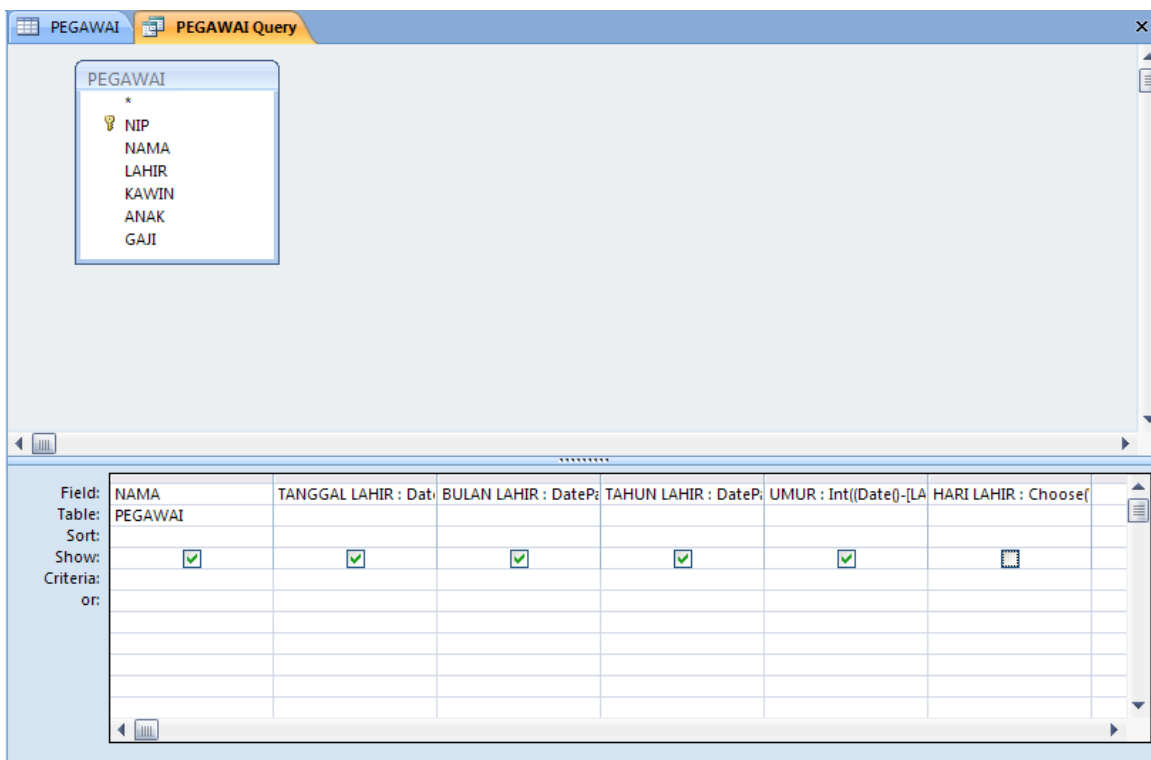 PEGAWAI PEGAWAI Query
PEGAWAI
*
NIP
NAMA
LAHIR
KAWIN
ANAK
GAJI
Field: NAMA TANGGAL LAHIR : Dat BULAN LAHIR : DatePa TAHUN LAHIR : DateP UMUR : Int((Date()-[LA HARI LAHIR : Choose(
Table: PEGAWAI
Sort:
Show:
Criteria:
or: